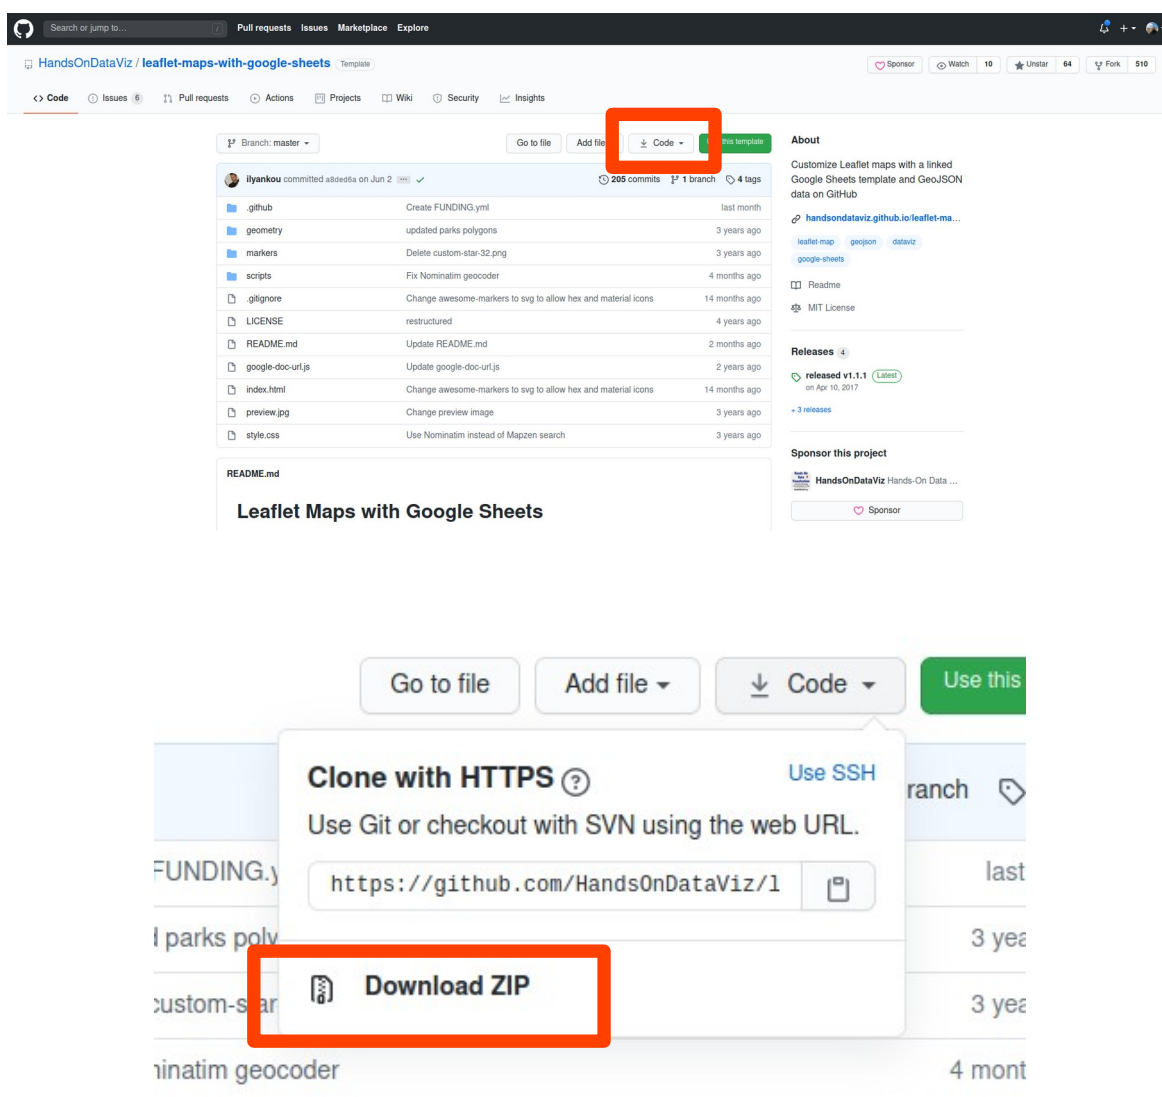 Search or jump to... / Pull requests Issues Marketplace Explore
HandsOnDataViz / leaflet-maps-with-google-sheets Template Sponsor Watch 10 Unstar 64 Fork 510
Code Issues 6 Pull requests Actions Projects Wiki Security Insights
Branch: master Go to file Add file Code this template
About
Customize Leaflet maps with a linked
Google Sheets template and GeoJSON
data on GitHub
handsondataviz.github.io/leaflet-ma...
leaflet-map geojson dataviz
google-sheets
Readme
MIT License
Releases 4
released v1.1.1 Latest
on Apr 10, 2017
+ 3 releases
Sponsor this project
HandsOnDataViz Hands-On Data ...
Sponsor
ilyankou committed a8ded6a on Jun 2 205 commits 1 branch 4 tags
.github Create FUNDING.yml last month
geometry updated parks polygons 3 years ago
markers Delete custom-star-32.png 3 years ago
scripts Fix Nominatim geocoder 4 months ago
.gitignore Change awesome-markers to svg to allow hex and material icons 14 months ago
LICENSE restructured 4 years ago
README.md Update README.md 2 months ago
google-doc-url.js Update google-doc-url.js 2 years ago
index.html Change awesome-markers to svg to allow hex and material icons 14 months ago
preview.jpg Change preview image 3 years ago
style.css Use Nominatim instead of Mapzen search 3 years ago
README.md
Leaflet Maps with Google Sheets
Go to file Add file Code Use this
Clone with HTTPS ? Use SSH
Use Git or checkout with SVN using the web URL.
https://github.com/HandsOnDataViz/l
Download ZIP
ranch
FUNDING.y last
parks poly 3 yea
custom-star 3 yea
ninatim geocoder 4 mont